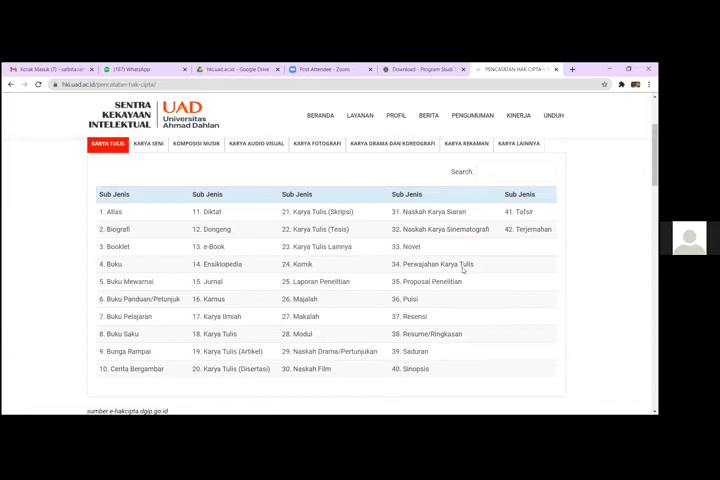 Kotak Masuk (7) - safinta.re
(187) WhatsApp
hki.uad.ac.id - Google Drive
Post Attendee - Zoom
Download - Program Studi
PENCATATAN HAK CIPTA -
hki.uad.ac.id/pencatatan-hak-cipta/
SENTRA
KEKAYAAN
INTELEKTUAL
UAD
Universitas
Ahmad Dahlan
BERANDA LAYANAN PROFIL BERITA PENGUMUMAN KINERJA UNDUH
KARYA TULIS KARYA SENI KOMPOSISI MUSIK KARYA AUDIO VISUAL KARYA FOTOGRAFI KARYA DRAMA DAN KOREOGRAFI KARYA REKAMAN KARYA LAINNYA
Search:
Sub Jenis Sub Jenis Sub Jenis Sub Jenis Sub Jenis
1. Atlas 11. Diktat 21. Karya Tulis (Skripsi) 31. Naskah Karya Siaran 41. Tafsir
2. Biografi 12. Dongeng 22. Karya Tulis (Tesis) 32. Naskah Karya Sinematografi 42. Terjemahan
3. Booklet 13. e-Book 23. Karya Tulis Lainnya 33. Novel
4. Buku 14. Ensiklopedia 24. Komik 34. Perwajahan Karya Tulis
5. Buku Mewarnai 15. Jurnal 25. Laporan Penelitian 35. Proposal Penelitian
6. Buku Panduan/Petunjuk 16. Kamus 26. Majalah 36. Puisi
7. Buku Pelajaran 17. Karya Ilmiah 27. Makalah 37. Resensi
8. Buku Saku 18. Karya Tulis 28. Modul 38. Resume/Ringkasan
9. Bunga Rampai 19. Karya Tulis (Artikel) 29. Naskah Drama/Pertunjukan 39. Saduran
10. Cerita Bergambar 20. Karya Tulis (Disertasi) 30. Naskah Film 40. Sinopsis
sumber e-hakcipta.dgip.go.id